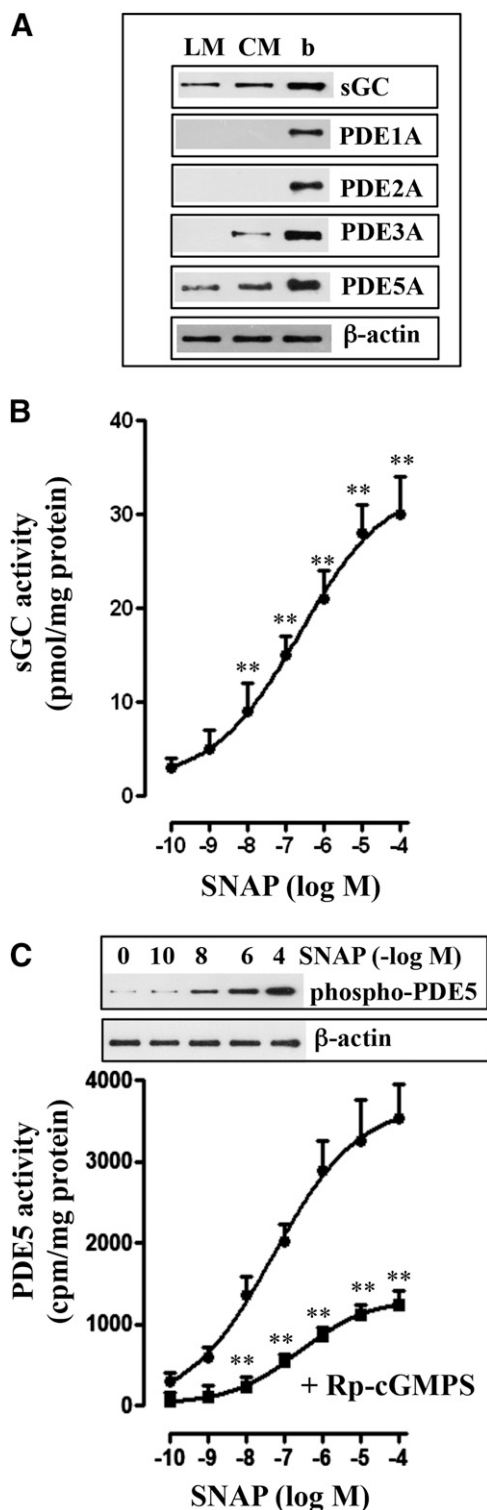 A
LM CM b
sGC
PDE1A
PDE2A
PDE3A
PDE5A
β-actin
B
40
30
20
10
0
sGC activity
(pmol/mg protein)
**
**
**
**
**
-10 -9 -8 -7 -6 -5 -4
SNAP (log M)
C
0 10 8 6 4 SNAP (-log M)
phospho-PDE5
β-actin
4000
3000
2000
1000
0
PDE5 activity
(cpm/mg protein)
** ** ** ** **
+ Rp-cGMPS
-10 -9 -8 -7 -6 -5 -4
SNAP (log M)